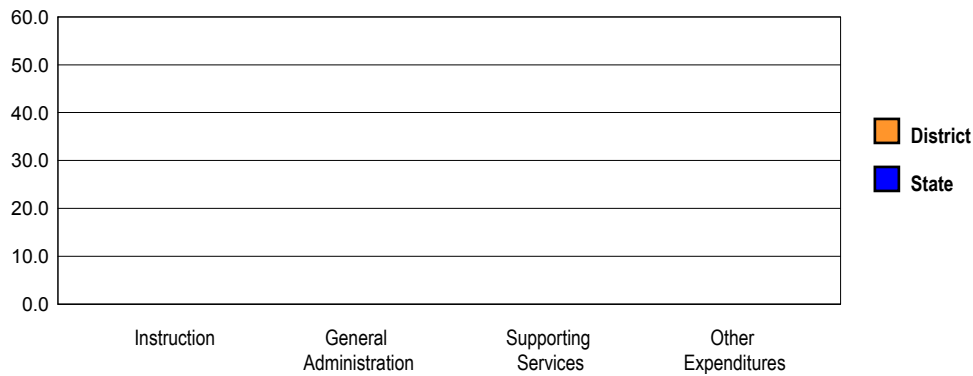 60.0
50.0
40.0
30.0
20.0
10.0
0.0
District
State
Instruction
General
Administration
Supporting
Services
Other
Expenditures